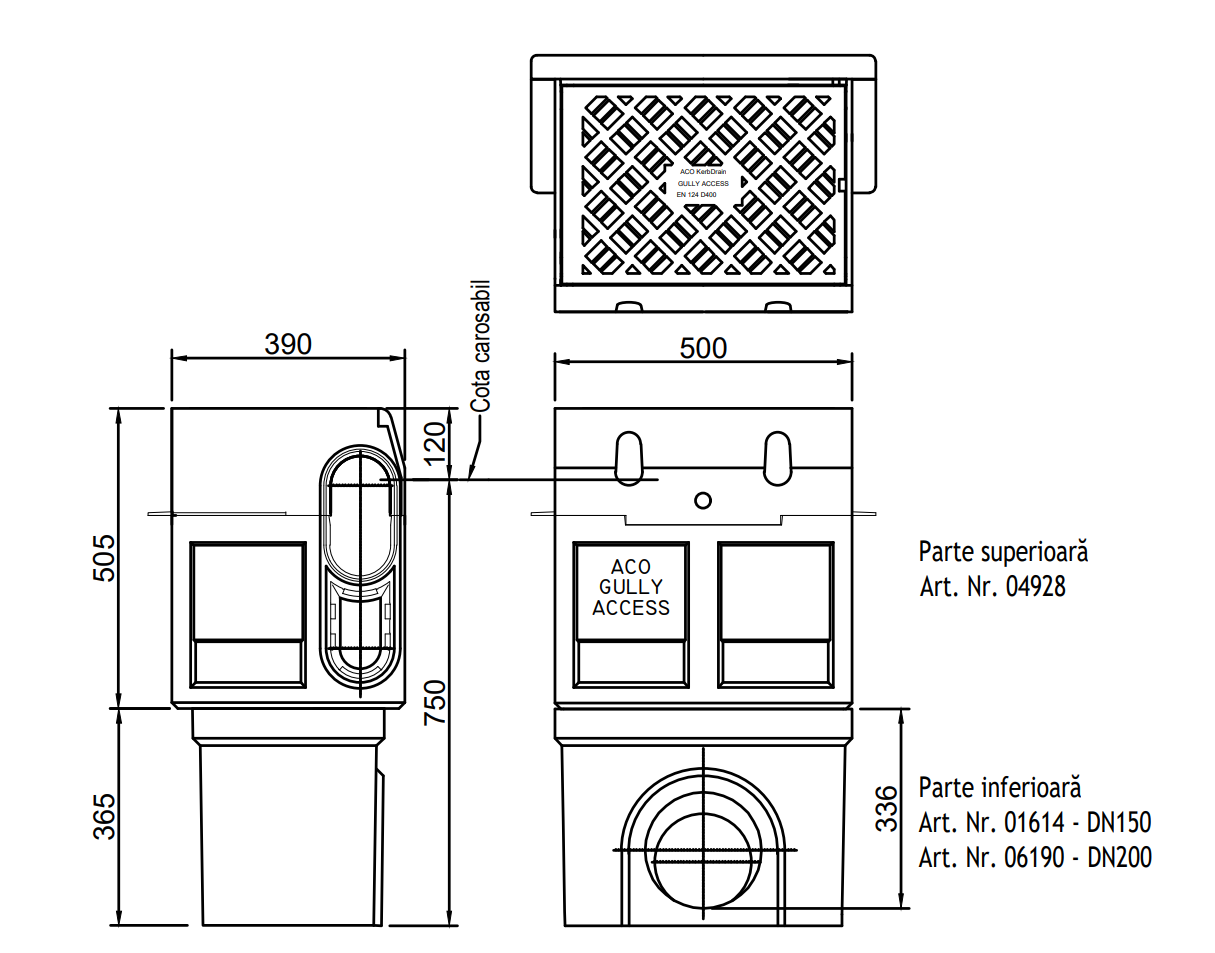 ACO KerbDrain
GULLY ACCESS
EN 124 D400
390
Cota carosabil
500
120
505
750
365
336
ACO
GULLY
ACCESS
Parte superioară
Art. Nr. 04928
Parte inferioară
Art. Nr. 01614 - DN150
Art. Nr. 06190 - DN200